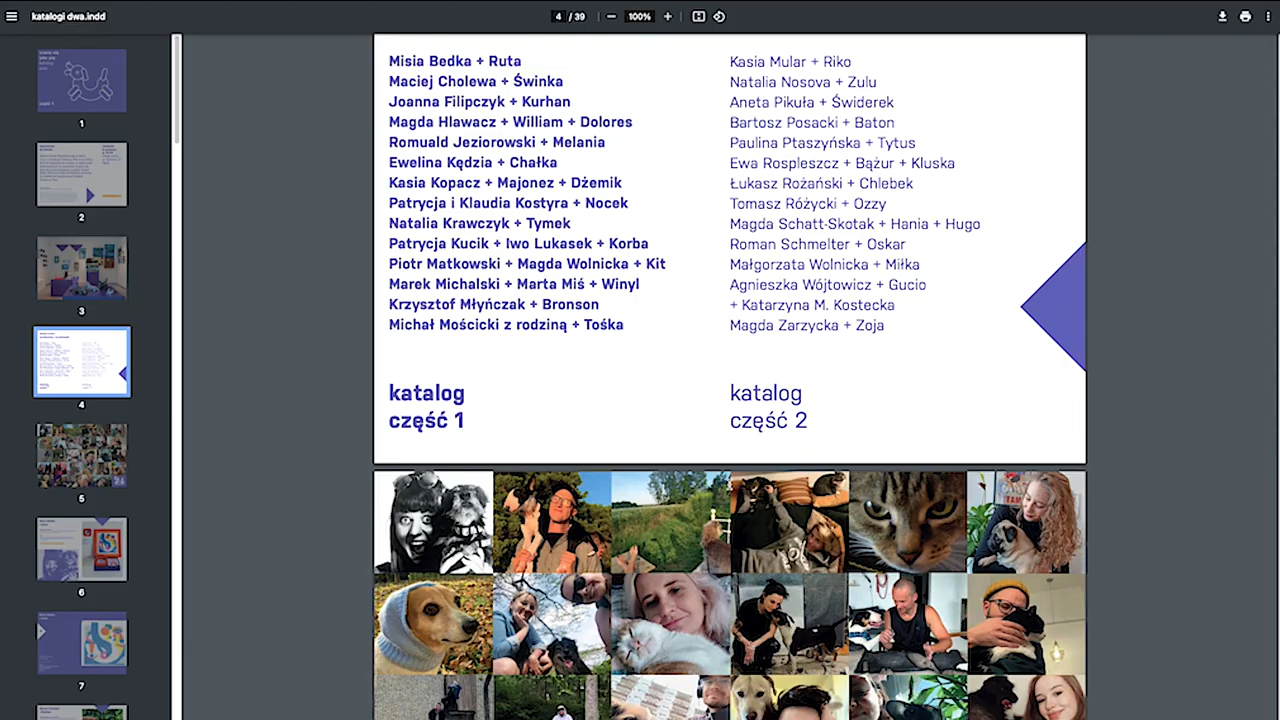 katalogi dwa.indd
4 / 39
100%
Misia Bedka + Ruta
Maciej Cholewa + Świnka
Joanna Filipczyk + Kurhan
Magda Hlawacz + William + Dolores
Romuald Jeziorowski + Melania
Ewelina Kędzia + Chałka
Kasia Kopacz + Majonez + Dżemik
Patrycja i Klaudia Kostyra + Nocek
Natalia Krawczyk + Tymek
Patrycja Kucik + Iwo Lukasek + Korba
Piotr Matkowski + Magda Wolnicka + Kit
Marek Michalski + Marta Miś + Winyl
Krzysztof Młyńczak + Bronson
Michał Mościcki z rodziną + Tośka
katalog
część 1
Kasia Mular + Riko
Natalia Nosova + Zulu
Aneta Pikuła + Świderek
Bartosz Posacki + Baton
Paulina Ptaszyńska + Tytus
Ewa Rospleszcz + Bążur + Kluska
Łukasz Rożański + Chlebek
Tomasz Różycki + Ozzy
Magda Schatt-Skotak + Hania + Hugo
Roman Schmelter + Oskar
Małgorzata Wolnicka + Miłka
Agnieszka Wójtowicz + Gucio
+ Katarzyna M. Kostecka
Magda Zarzycka + Zoja
katalog
część 2
1
2
3
4
5
6
7